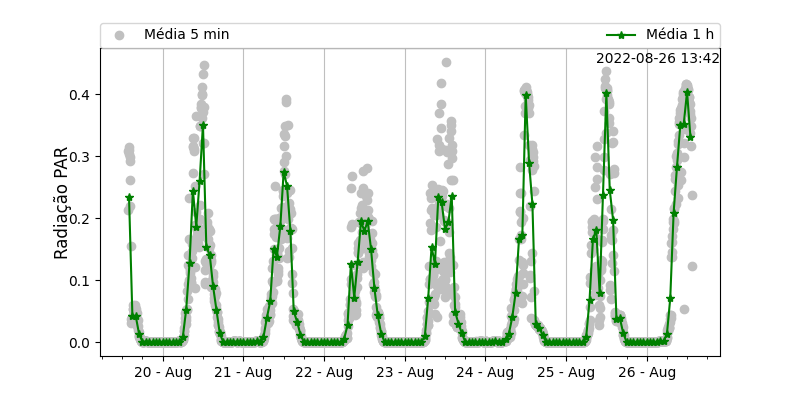 Média 5 min
Média 1 h
2022-08-26 13:42
Radiação PAR
0.4
0.3
0.2
0.1
0.0
20 - Aug
21 - Aug
22 - Aug
23 - Aug
24 - Aug
25 - Aug
26 - Aug